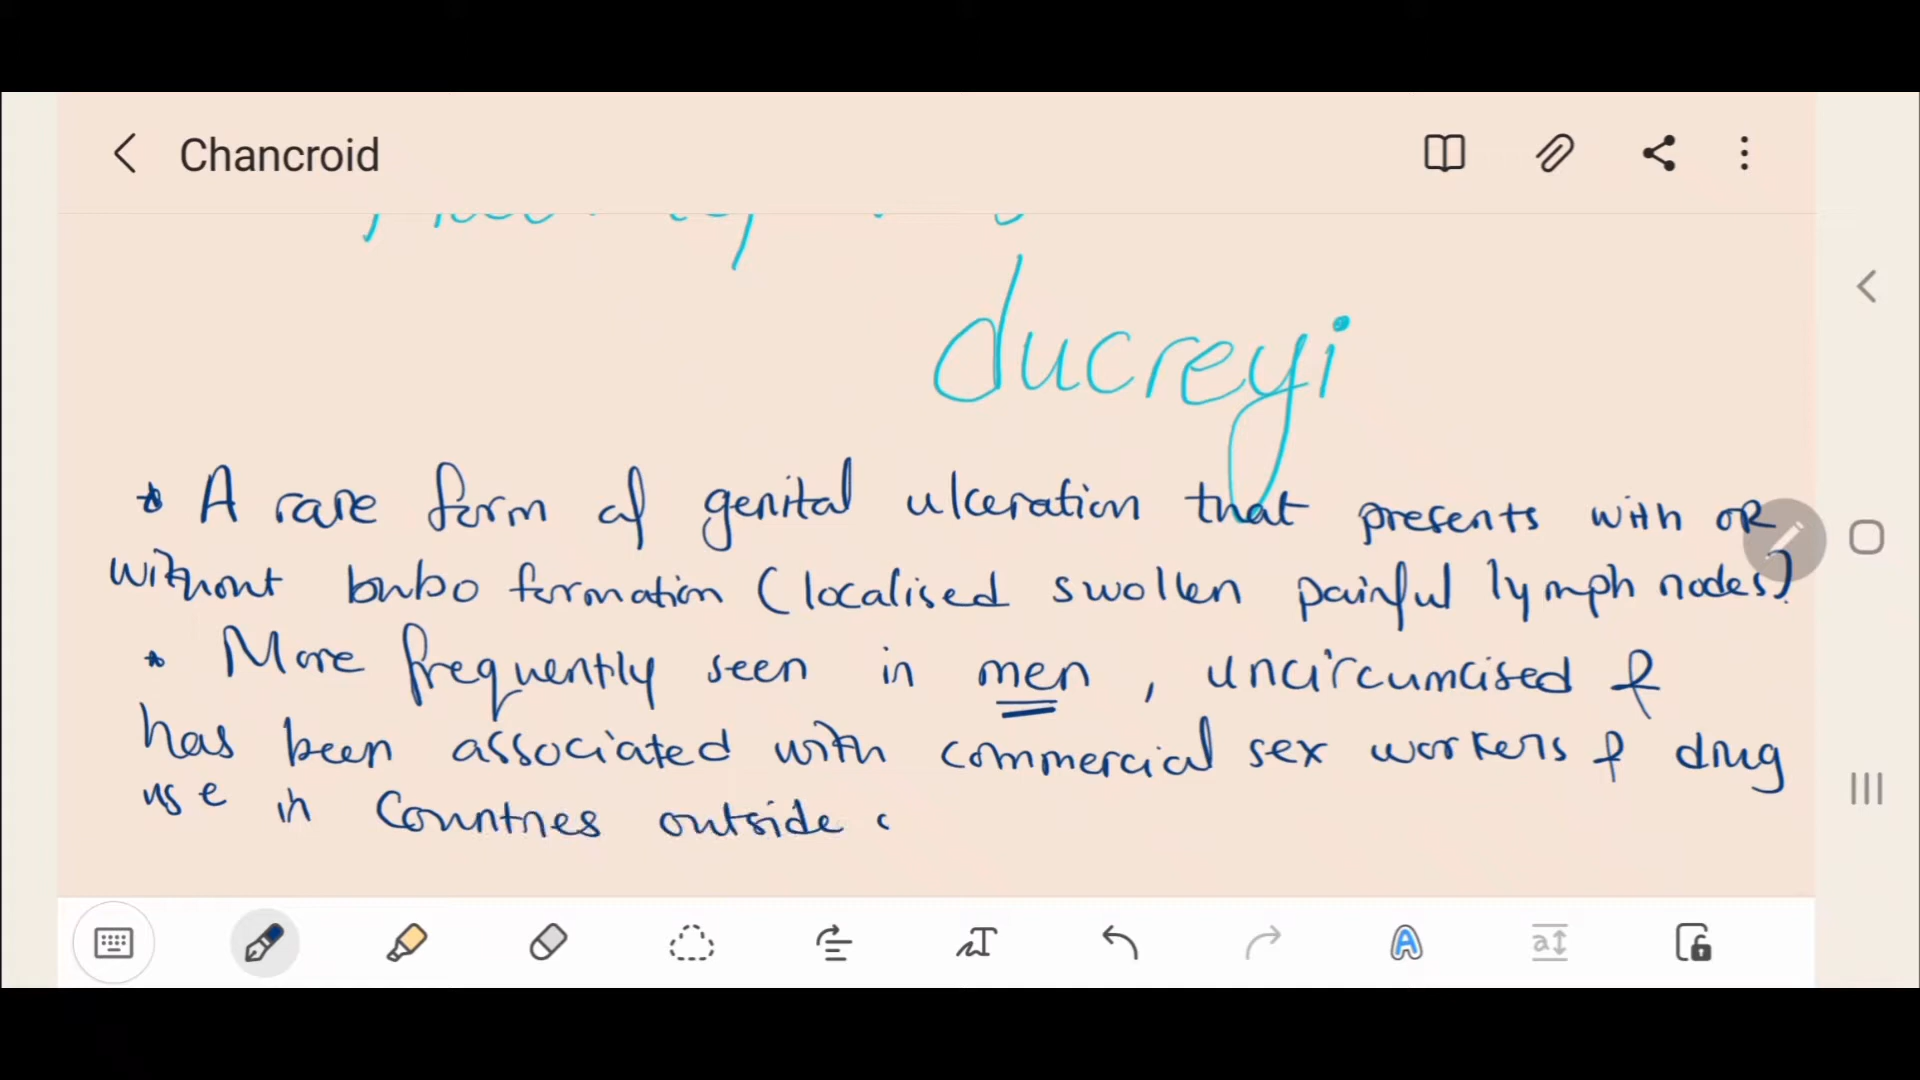 Chancroid
ducreyi
* A rare form of genital ulceration that presents with OR
without bubo formation (localised swollen painful lymph nodes)
* More frequently seen in men, uncircumcised &
has been associated with commercial sex workers & drug
use in Countries outside